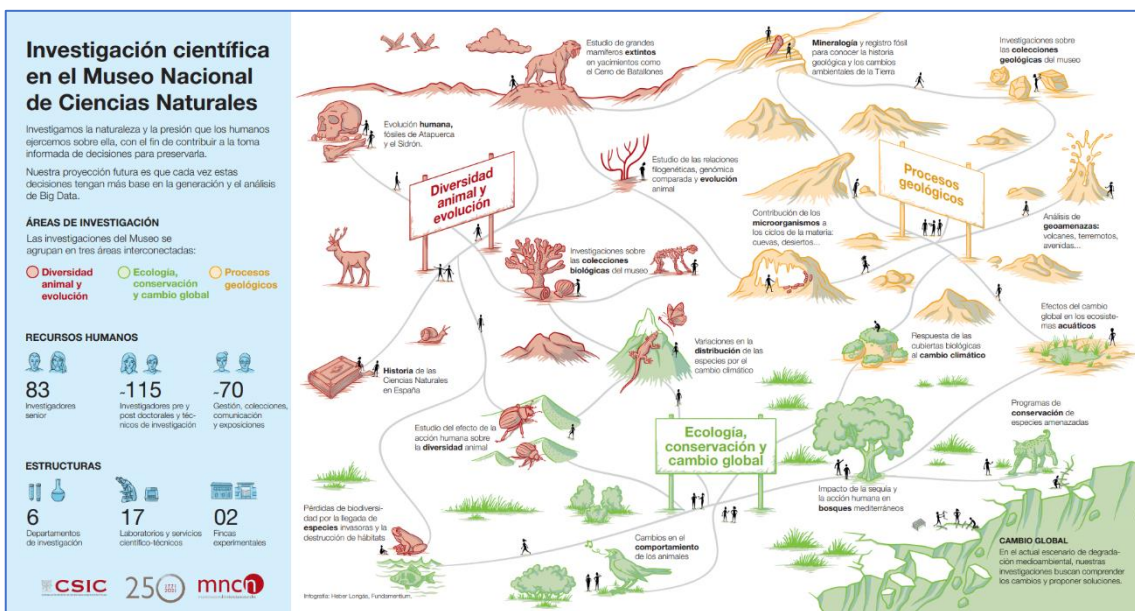 Investigación científica
en el Museo Nacional
de Ciencias Naturales
Investigamos la naturaleza y la presión que los humanos
ejercemos sobre ella, con el fin de contribuir a la toma
informada de decisiones para preservarla.
Nuestra proyección futura es que cada vez estas
decisiones tengan más base en la generación y el análisis
de Big Data.
ÁREAS DE INVESTIGACIÓN
Las investigaciones del Museo se
agrupan en tres áreas interconectadas:
Diversidad
animal y
evolución
Ecología,
conservación
y cambio global
Procesos
geológicos
RECURSOS HUMANOS
83
Investigadores
senior
-115
Investigadores pre y
post doctorales y téc-
nicos de investigación
-70
Gestión, colecciones,
comunicación
y exposiciones
ESTRUCTURAS
6
Departamentos
de investigación
17
Laboratorios y servicios
científico-técnicos
02
Fincas
experimentales
CSIC
250
mncn
Estudio de grandes
mamíferos extintos
en yacimientos como
el Cerro de Batallones
Mineralogía y registro fósil
para conocer la historia
geológica y los cambios
ambientales de la Tierra
Investigaciones sobre
las colecciones
geológicas del museo
Evolución humana,
fósiles de Atapuerca
y el Sidrón.
Diversidad
animal y
evolución
Estudio de las relaciones
filogenéticas, genómica
comparada y evolución
animal
Procesos
geológicos
Contribución de los
microorganismos a
los ciclos de la materia:
cuevas, desiertos...
Análisis de
geoamenazas:
volcanes, terremotos,
avenidas...
Investigaciones sobre
las colecciones
biológicas del museo
Efectos del cambio
global en los ecosiste-
mas acuáticos
Variaciones en la
distribución de las
especies por el
cambio climático
Respuesta de las
cubiertas biológicas
al cambio climático
Historia de las
Ciencias Naturales
en España
Programas de
conservación de
especies amenazadas
Estudio del efecto de la
acción humana sobre
la diversidad animal
Ecología,
conservación y
cambio global
Impacto de la sequía y
la acción humana en
bosques mediterráneos
Pérdidas de biodiversi-
dad por la llegada de
especies invasoras y la
destrucción de hábitats
Cambios en el
comportamiento
de los animales
CAMBIO GLOBAL
En el actual escenario de degrada-
ción medioambiental, nuestras
investigaciones buscan comprender
los cambios y proponer soluciones.
Infografía: Heber Longás, Fundamentium.